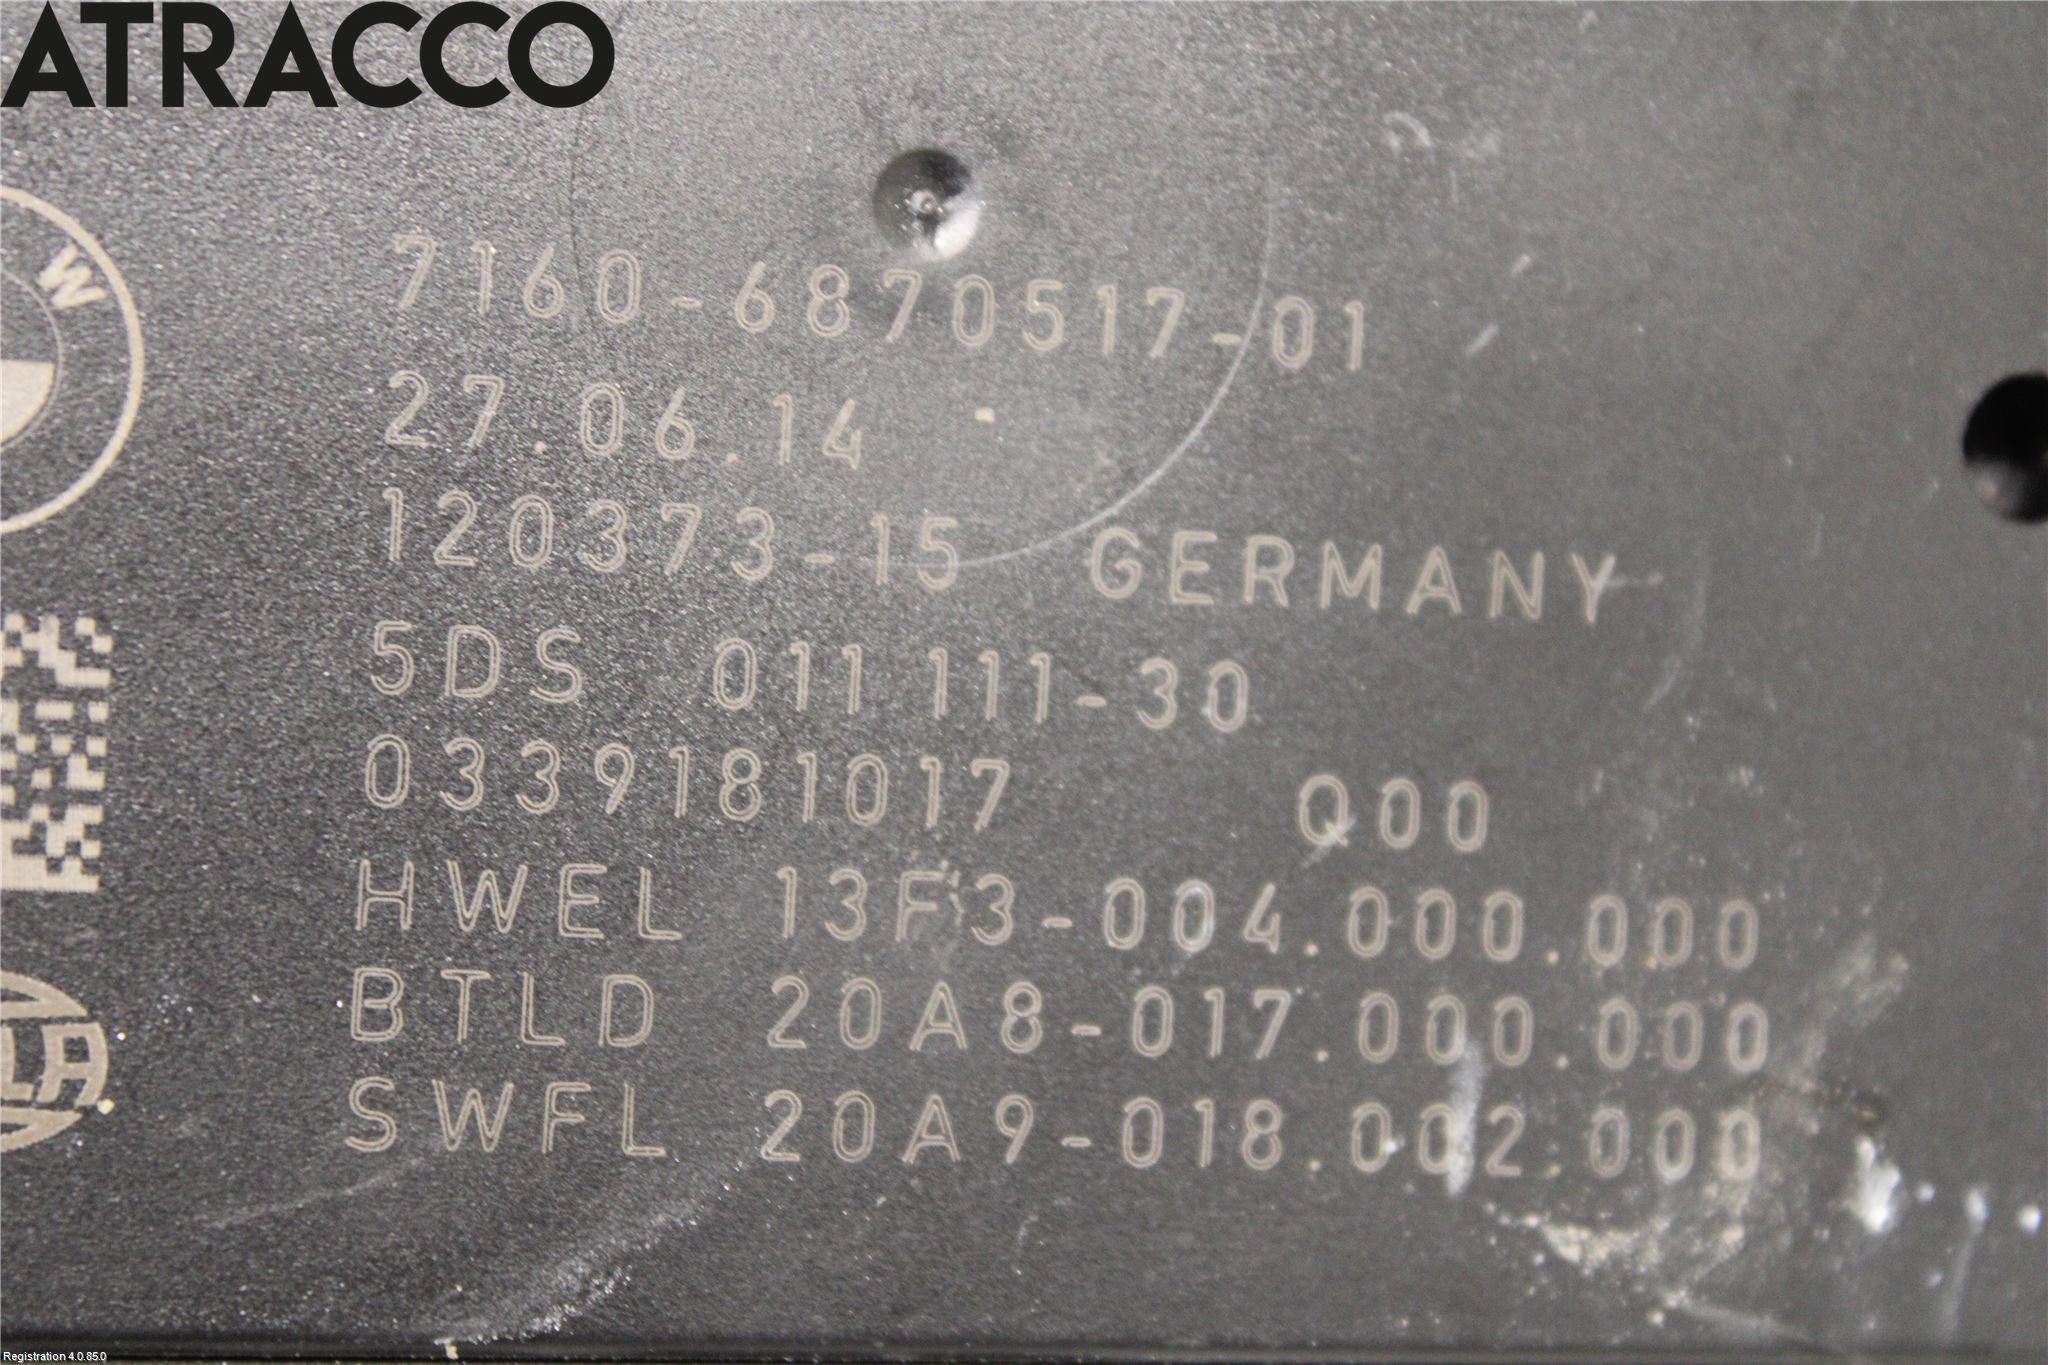 ATRACCO
W
7160-6870517-01
27.06.14
120373-15 GERMANY
5DS 011 111-30
0339181017 Q00
HWEL 13F3-004.000.000
BTLD 20A8-017.000.000
LLA
SWFL 20A9-018.002.000
Registration 4.0.85.0